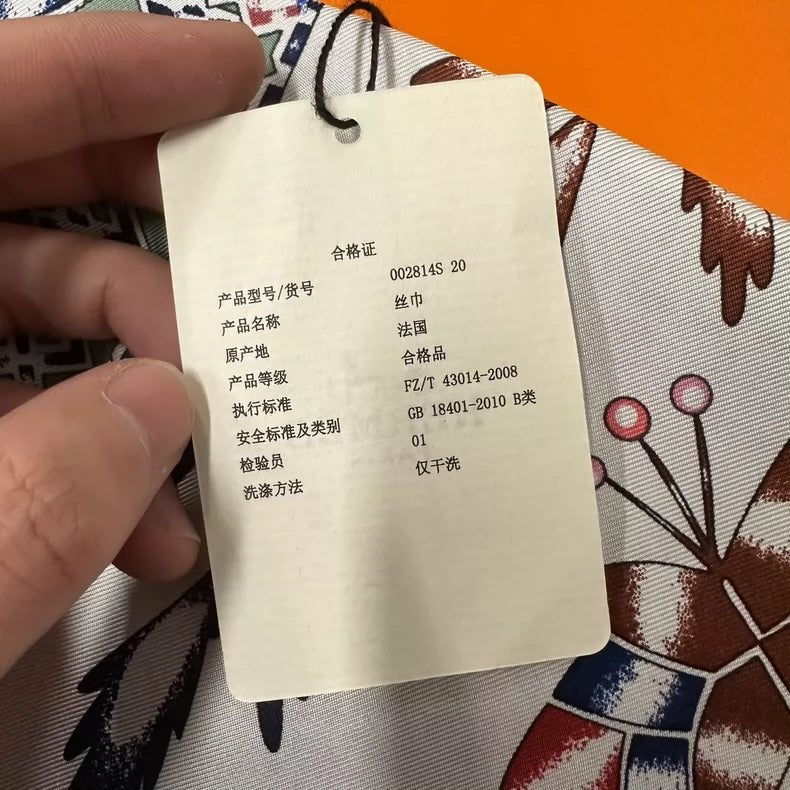 合格证
产品型号/货号 002814S 20
产品名称 丝巾
原产地 法国
产品等级 合格品
执行标准 FZ/T 43014-2008
安全标准及类别 GB 18401-2010 B类
检验员 01
洗涤方法 仅干洗